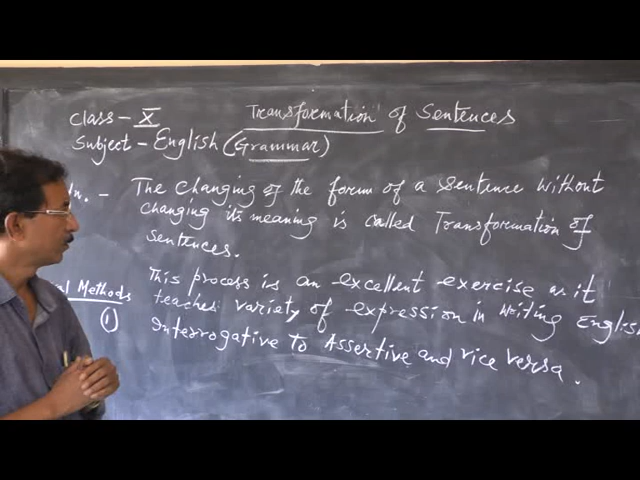 Class - X Transformation of Sentences
Subject - English (Grammar)
n. - The changing of the form of a sentence without
changing its meaning is called Transformation of
sentences.
This process is an excellent exercise as it
Methods teaches variety of expression in writing English
(i) Interrogative to Assertive and vice versa.